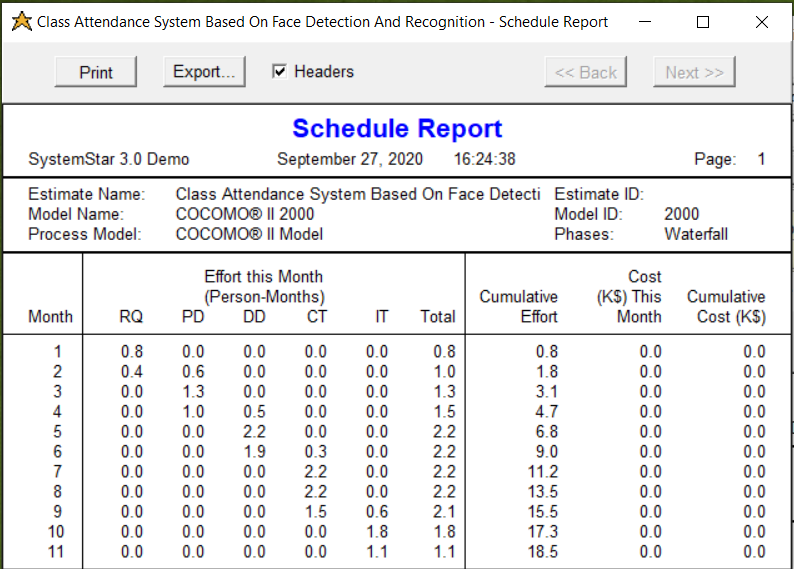 Class Attendance System Based On Face Detection And Recognition - Schedule Report
Print Export... Headers << Back Next >>
Schedule Report
SystemStar 3.0 Demo September 27, 2020 16:24:38 Page: 1
Estimate Name: Class Attendance System Based On Face Detecti Estimate ID:
Model Name: COCOMO® II 2000 Model ID: 2000
Process Model: COCOMO® II Model Phases: Waterfall
Effort this Month Cost
(Person-Months) Cumulative (K$) This Cumulative
Month RQ PD DD CT IT Total Effort Month Cost (K$)
1 0.8 0.0 0.0 0.0 0.0 0.8 0.8 0.0 0.0
2 0.4 0.6 0.0 0.0 0.0 1.0 1.8 0.0 0.0
3 0.0 1.3 0.0 0.0 0.0 1.3 3.1 0.0 0.0
4 0.0 1.0 0.5 0.0 0.0 1.5 4.7 0.0 0.0
5 0.0 0.0 2.2 0.0 0.0 2.2 6.8 0.0 0.0
6 0.0 0.0 1.9 0.3 0.0 2.2 9.0 0.0 0.0
7 0.0 0.0 0.0 2.2 0.0 2.2 11.2 0.0 0.0
8 0.0 0.0 0.0 2.2 0.0 2.2 13.5 0.0 0.0
9 0.0 0.0 0.0 1.5 0.6 2.1 15.5 0.0 0.0
10 0.0 0.0 0.0 0.0 1.8 1.8 17.3 0.0 0.0
11 0.0 0.0 0.0 0.0 1.1 1.1 18.5 0.0 0.0